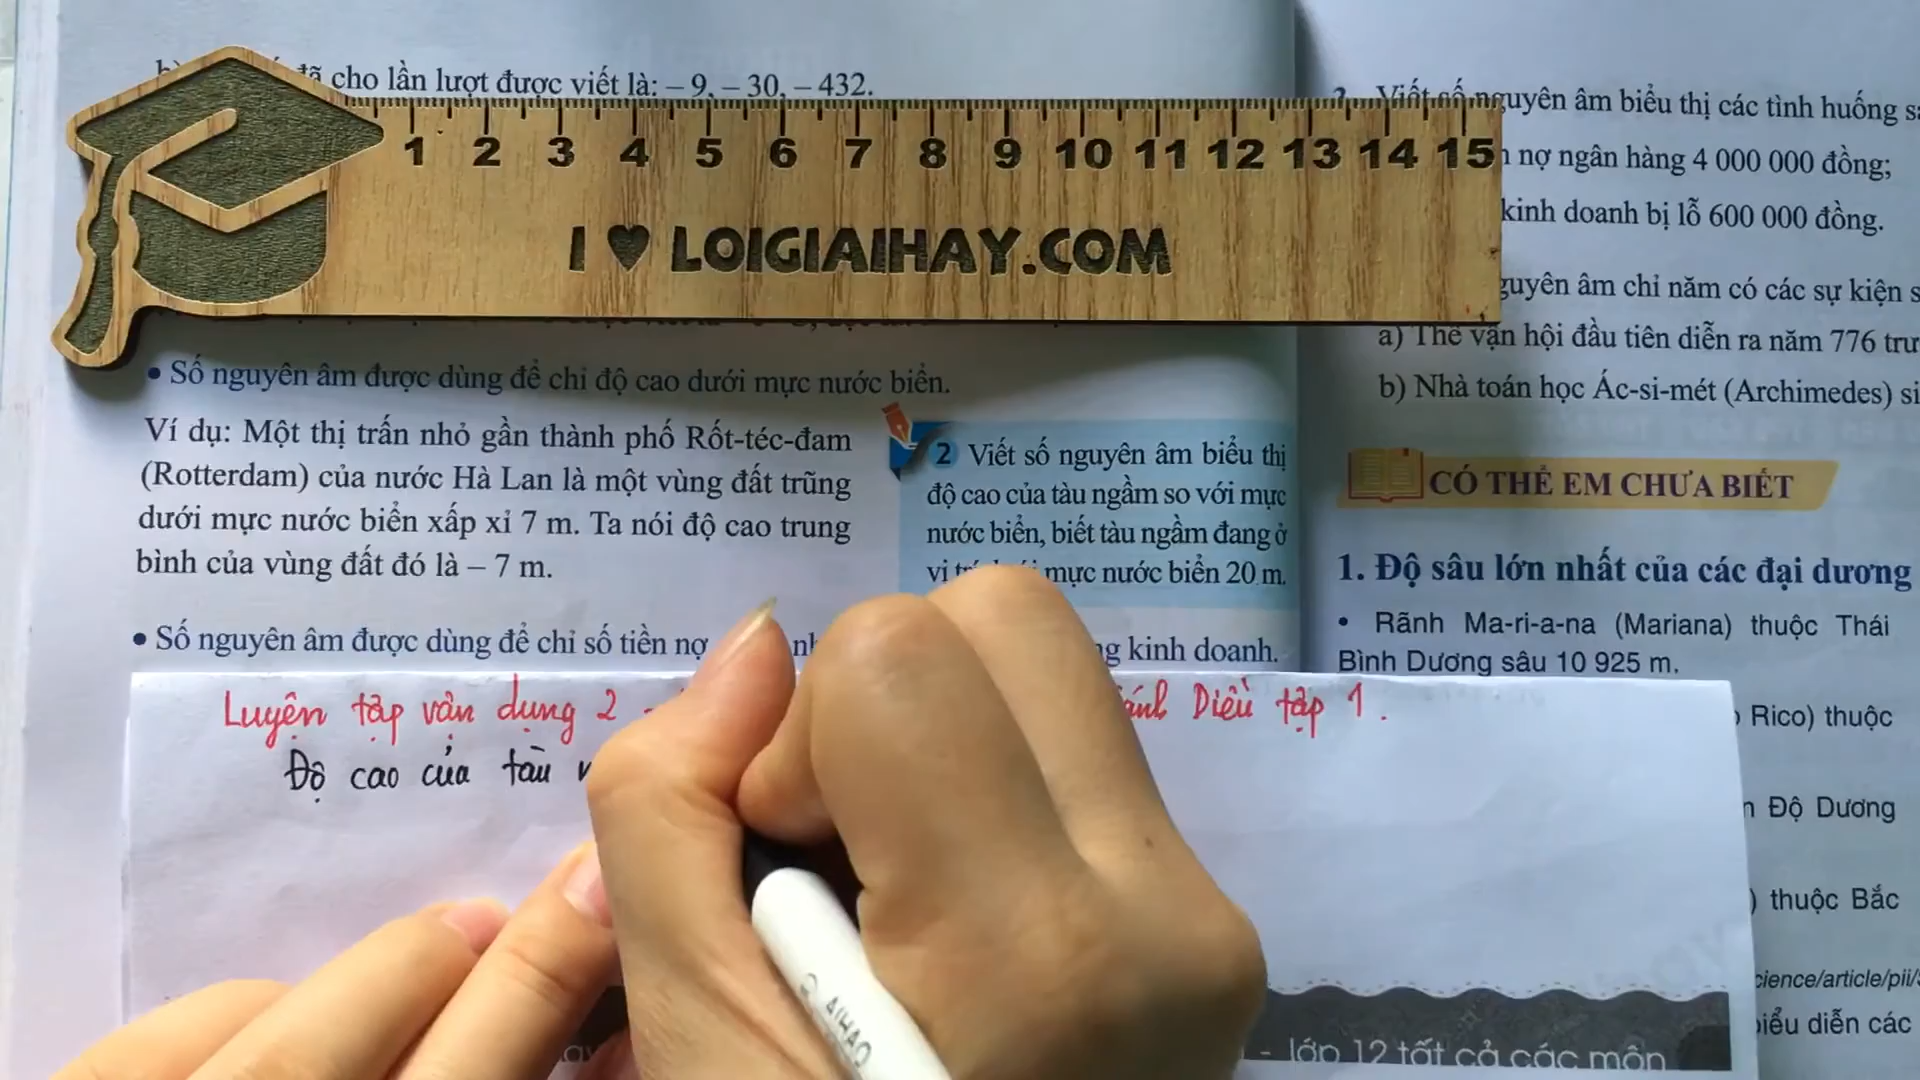 đã cho lần lượt được viết là: – 9, – 30, – 432.
1 2 3 4 5 6 7 8 9 10 11 12 13 14 15
I ♥ LOIGIAIHAY.COM
• Số nguyên âm được dùng để chỉ độ cao dưới mực nước biển.
Ví dụ: Một thị trấn nhỏ gần thành phố Rốt-téc-đam
(Rotterdam) của nước Hà Lan là một vùng đất trũng
dưới mực nước biển xấp xỉ 7 m. Ta nói độ cao trung
bình của vùng đất đó là – 7 m.
2 Viết số nguyên âm biểu thị
độ cao của tàu ngầm so với mực
nước biển, biết tàu ngầm đang ở
vị mực nước biển 20 m.
• Số nguyên âm được dùng để chỉ số tiền nợ kinh doanh.
Luyện tập vận dụng 2 Diều tập 1.
Độ cao của tàu
- lớp 12 tất cả các môn
Viết số nguyên âm biểu thị các tình huống
nợ ngân hàng 4 000 000 đồng;
kinh doanh bị lỗ 600 000 đồng.
nguyên âm chỉ năm có các sự kiện
a) Thế vận hội đầu tiên diễn ra năm 776
b) Nhà toán học Ác-si-mét (Archimedes)
CÓ THỂ EM CHƯA BIẾT
1. Độ sâu lớn nhất của các đại dương
• Rãnh Ma-ri-a-na (Mariana) thuộc Thái
Bình Dương sâu 10 925 m.
Rico) thuộc
Độ Dương
) thuộc Bắc
cience/article/pii/
biểu diễn các